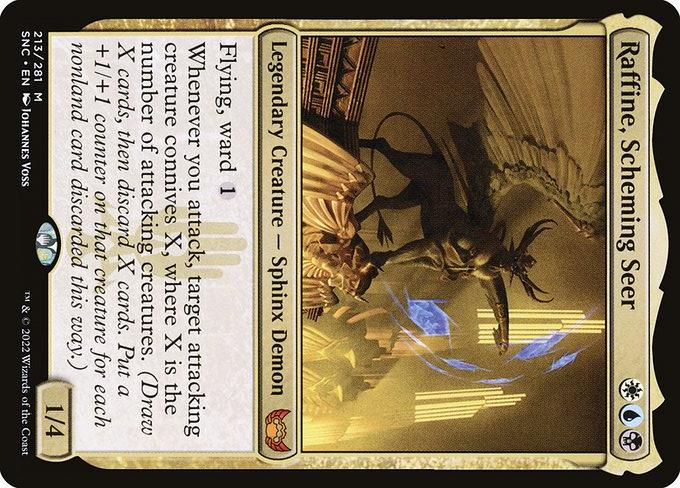 Raffine, Scheming Seer
Legendary Creature — Sphinx Demon
Flying, ward 1
Whenever you attack, target attacking
creature connives X, where X is the
number of attacking creatures. (Draw
X cards, then discard X cards. Put a
+1/+1 counter on that creature for each
nonland card discarded this way.)
1/4
213/281 M
SNC • EN Johannes Voss
™ & © 2022 Wizards of the Coast